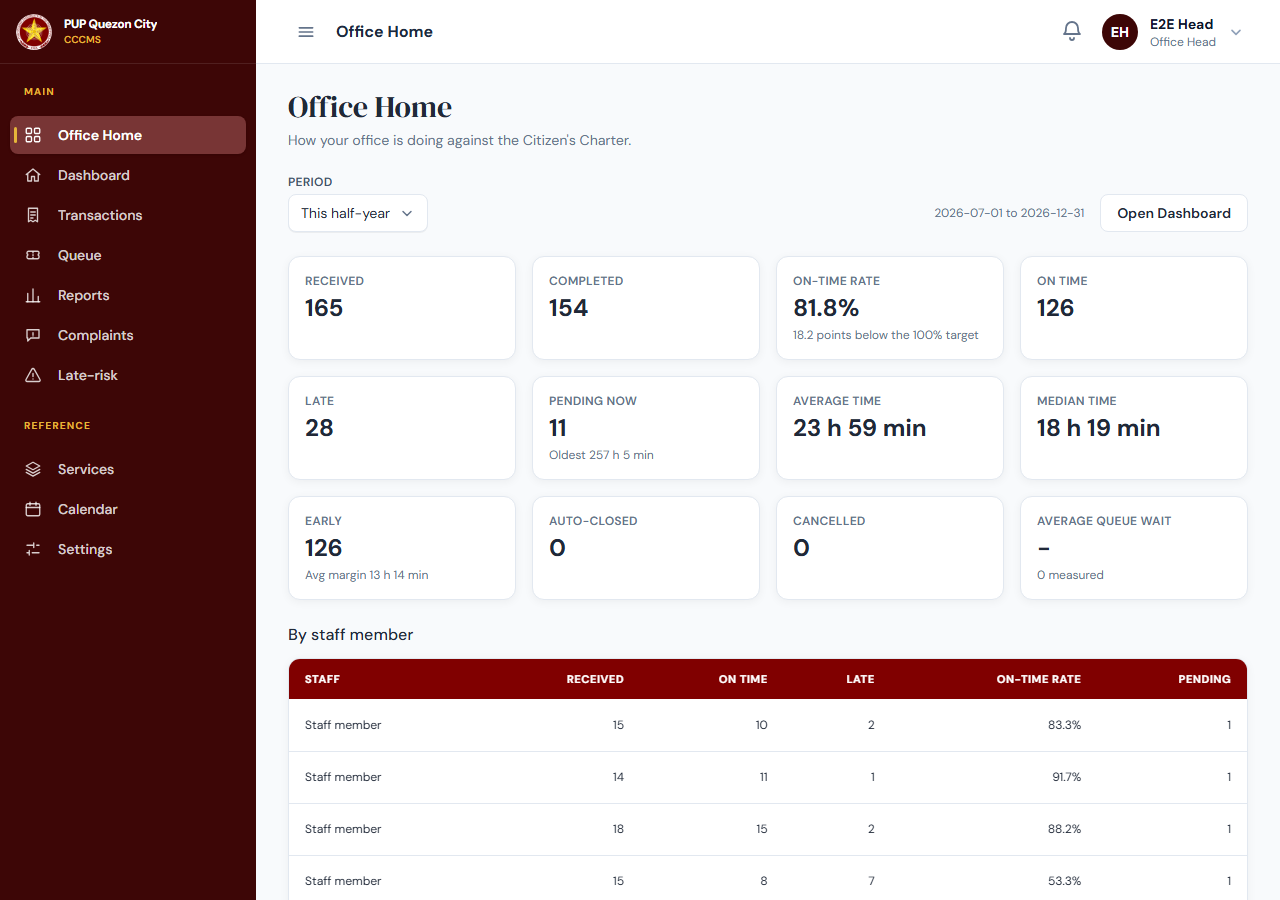 PUP Quezon City
CCCMS
MAIN
Office Home
Dashboard
Transactions
Queue
Reports
Complaints
Late-risk
REFERENCE
Services
Calendar
Settings
Office Home
EH
E2E Head
Office Head
Office Home
How your office is doing against the Citizen's Charter.
PERIOD
This half-year
2026-07-01 to 2026-12-31
Open Dashboard
RECEIVED
165
COMPLETED
154
ON-TIME RATE
81.8%
18.2 points below the 100% target
ON TIME
126
LATE
28
PENDING NOW
11
Oldest 257 h 5 min
AVERAGE TIME
23 h 59 min
MEDIAN TIME
18 h 19 min
EARLY
126
Avg margin 13 h 14 min
AUTO-CLOSED
0
CANCELLED
0
AVERAGE QUEUE WAIT
–
0 measured
By staff member
STAFF RECEIVED ON TIME LATE ON-TIME RATE PENDING
Staff member 15 10 2 83.3% 1
Staff member 14 11 1 91.7% 1
Staff member 18 15 2 88.2% 1
Staff member 15 8 7 53.3% 1